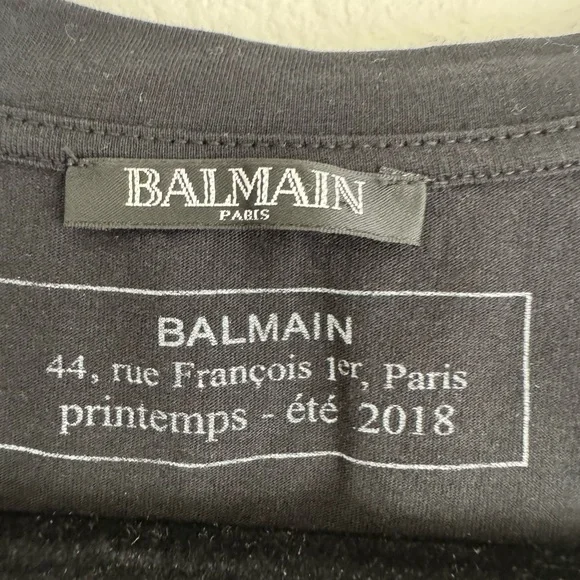 BALMAIN
PARIS
BALMAIN
44, rue François 1er, Paris
printemps - été 2018